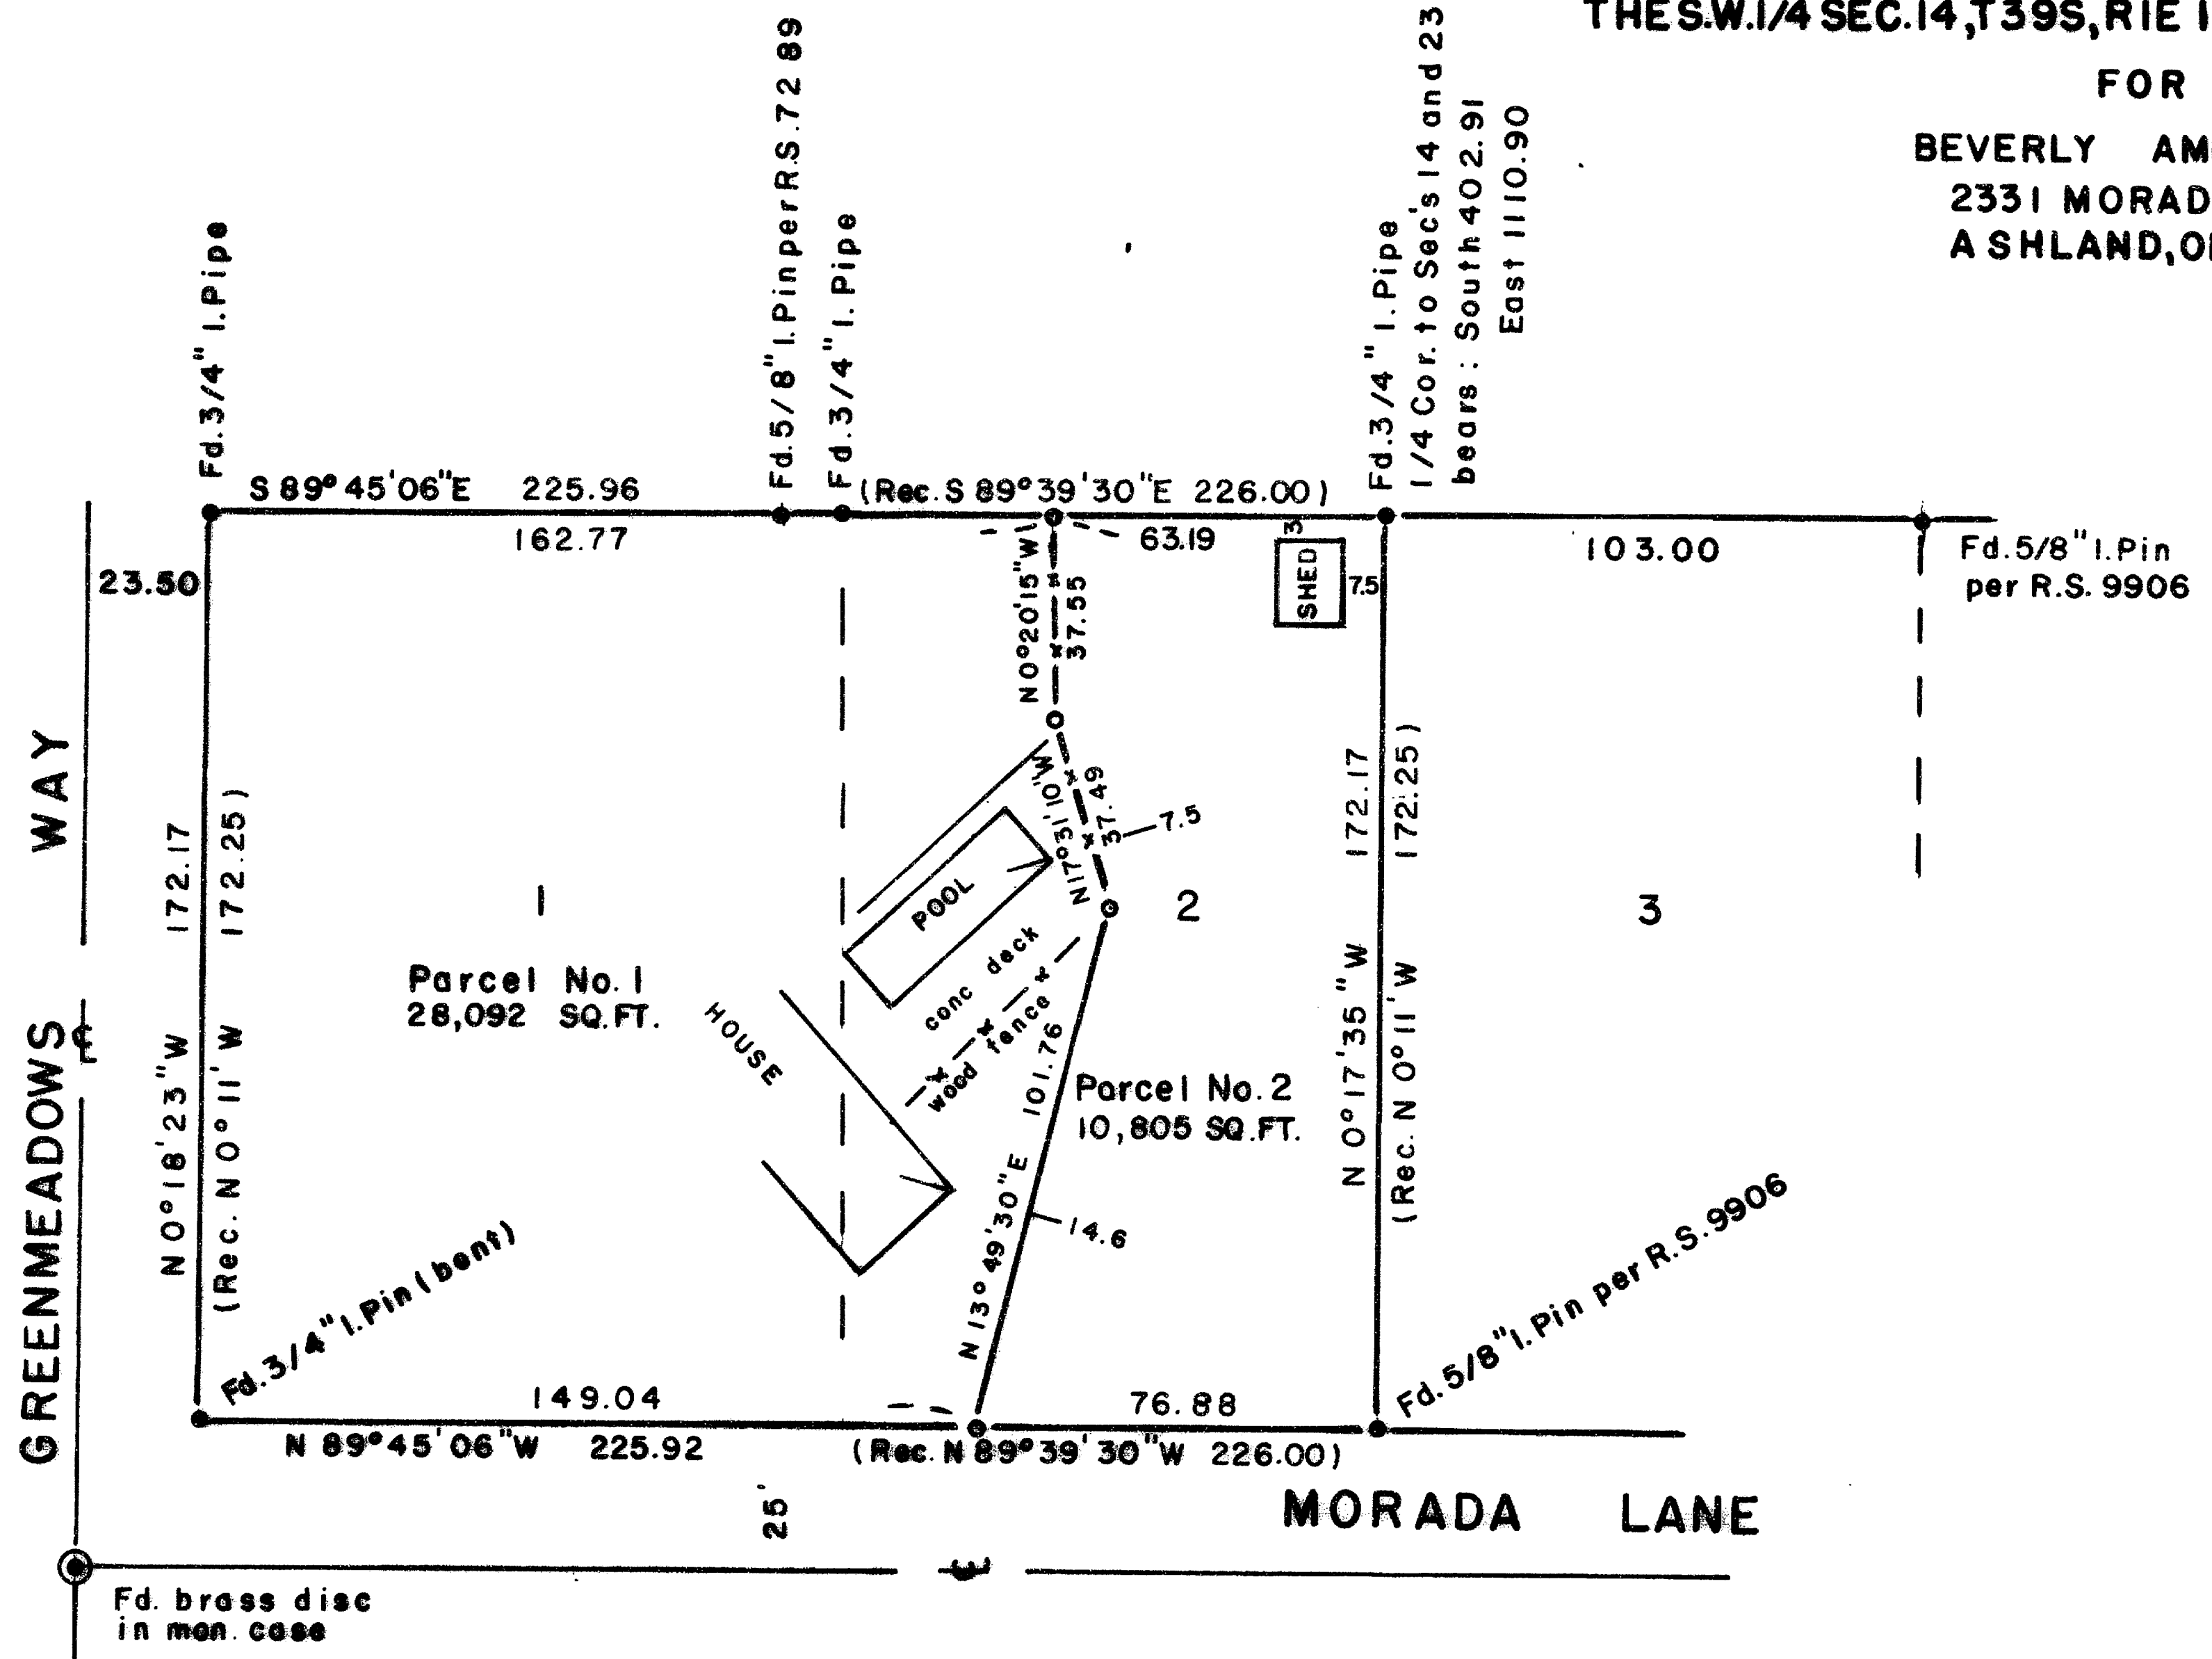 THE S.W.1/4 SEC.14,T39S,R1E
FOR
BEVERLY AM
2331 MORAD
ASHLAND,O
Fd.3/4" I.Pipe
Fd.5/8" I.Pin per R.S.7289
Fd.3/4" I.Pipe
Fd.3/4" I.Pipe
1/4 Cor. to Sec's 14 and 23
bears: South 402.91
East 1110.90
S 89° 45'06"E 225.96
(Rec. S 89°39'30"E 226.00)
162.77
63.19
103.00
Fd.5/8" I.Pin
per R.S. 9906
23.50
N 0°20'15"W
37.55
SHED
3
7.5
GREENMEADOWS WAY
℄
N 0°18'23"W 172.17
(Rec. N 0°11' W 172.25)
N17°31'10"W
37.49
7.5
N 0°17'35"W 172.17
(Rec. N 0°11'W 172.25)
1
2
3
POOL
conc deck
wood fence
HOUSE
Parcel No. 1
28,092 SQ.FT.
Parcel No. 2
10,805 SQ.FT.
N 13° 49'30"E 101.76
14.6
Fd.3/4" I.Pin (bent)
Fd.5/8" I.Pin per R.S.9906
149.04
76.88
N 89°45'06"W 225.92
(Rec. N 89°39'30"W 226.00)
25'
MORADA LANE
℄
Fd. brass disc
in mon. case